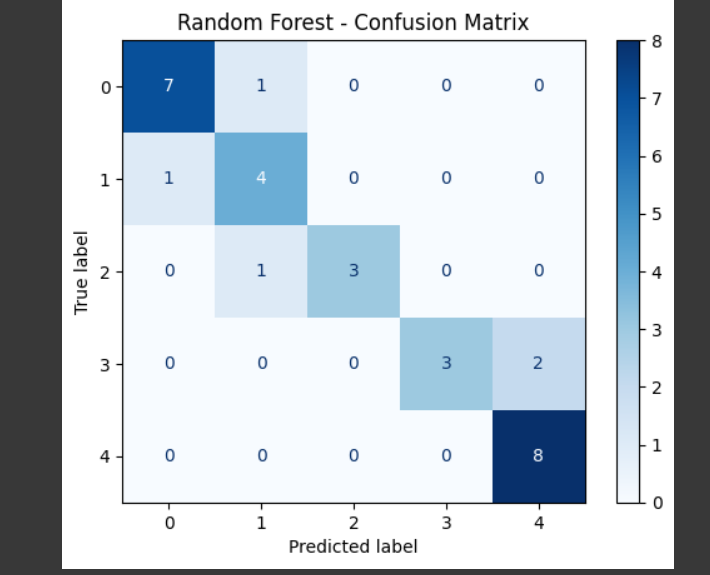 Random Forest - Confusion Matrix
0 7 1 0 0 0
1 1 4 0 0 0
2 0 1 3 0 0
3 0 0 0 3 2
4 0 0 0 0 8
0 1 2 3 4
Predicted label
True label
8
7
6
5
4
3
2
1
0